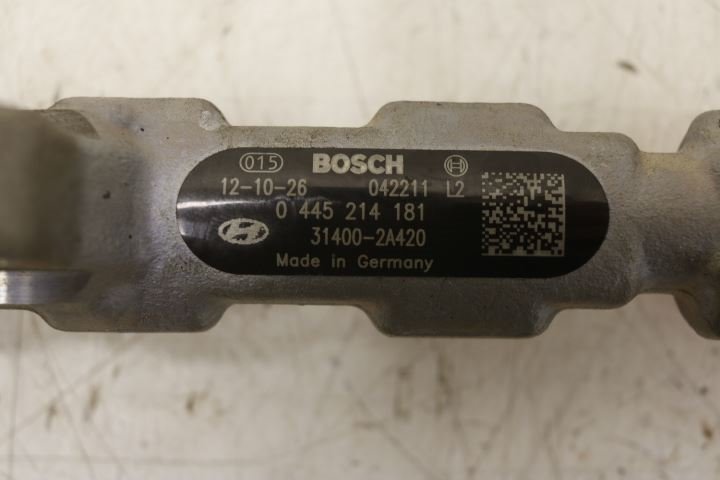 015 BOSCH
12-10-26 042211 L2
0 445 214 181
31400-2A420
Made in Germany